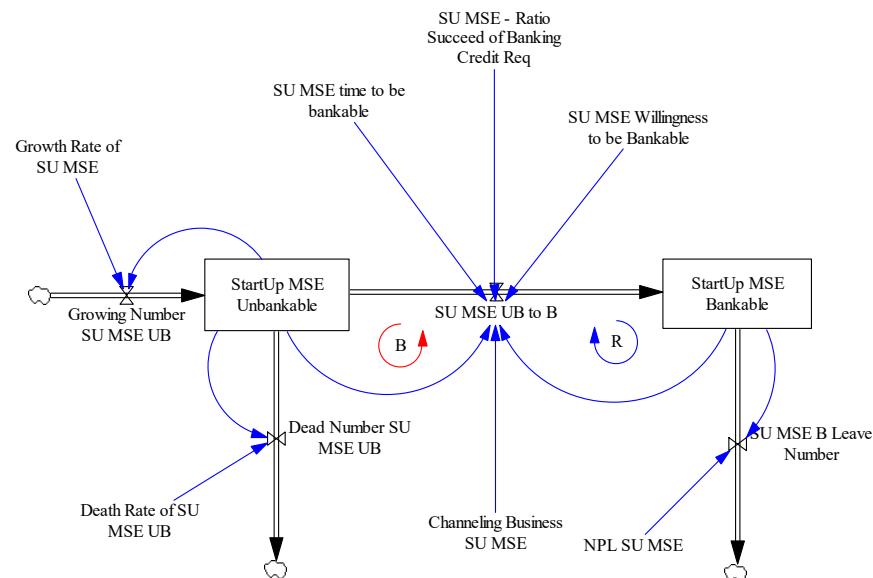 SU MSE - Ratio
Succeed of Banking
Credit Req
SU MSE time to be
bankable
SU MSE Willingness
to be Bankable
Growth Rate of
SU MSE
StartUp MSE
Unbankable
StartUp MSE
Bankable
Growing Number
SU MSE UB
SU MSE UB to B
B
R
Dead Number SU
MSE UB
SU MSE B Leave
Number
Death Rate of SU
MSE UB
Channeling Business
SU MSE
NPL SU MSE